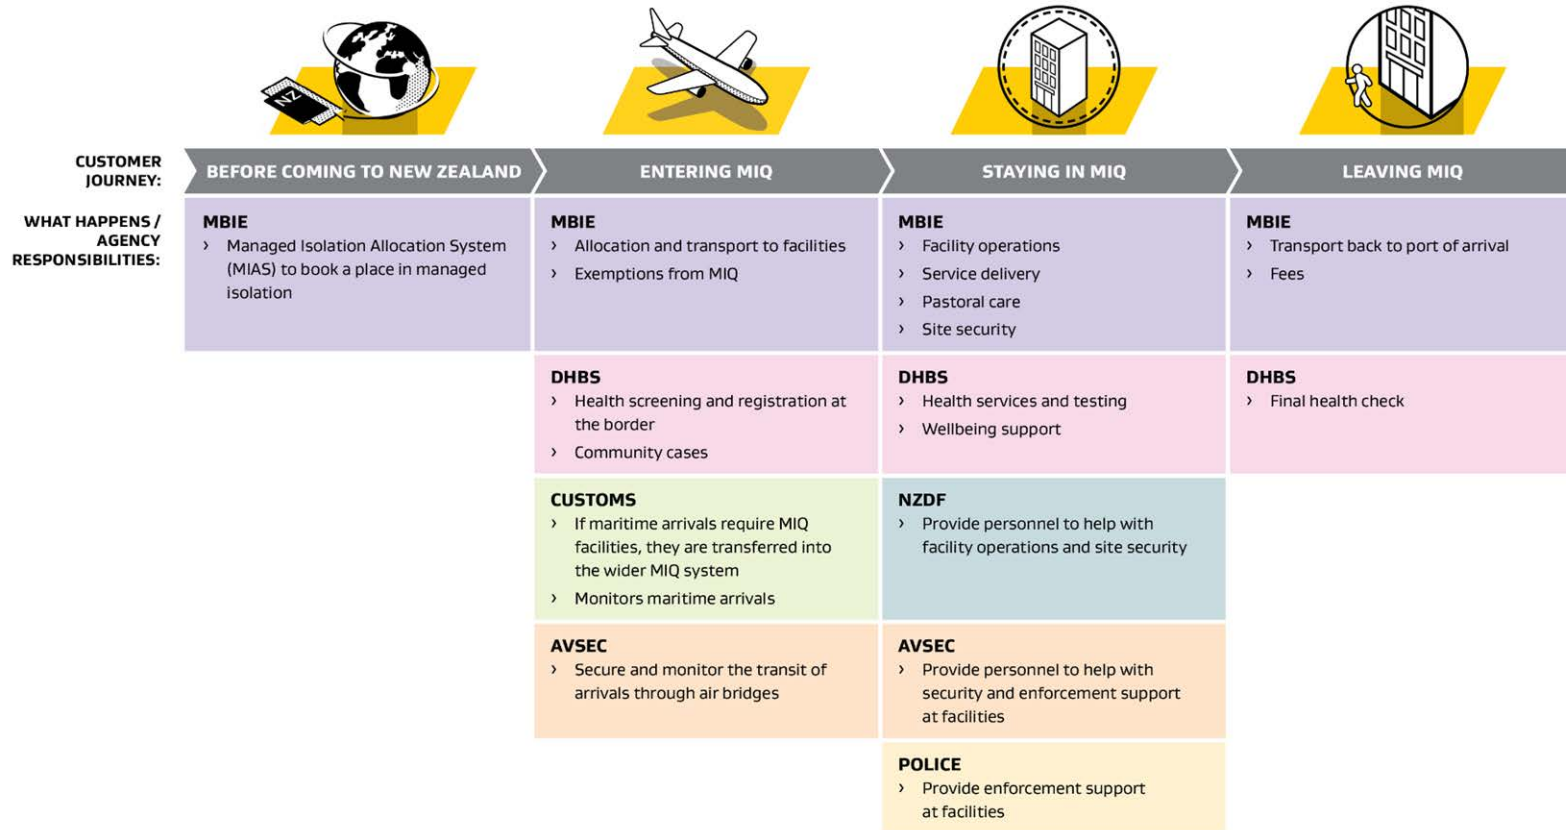 NZ
CUSTOMER
JOURNEY:
BEFORE COMING TO NEW ZEALAND
ENTERING MIQ
STAYING IN MIQ
LEAVING MIQ
WHAT HAPPENS /
AGENCY
RESPONSIBILITIES:
MBIE
› Managed Isolation Allocation System
(MIAS) to book a place in managed
isolation
MBIE
› Allocation and transport to facilities
› Exemptions from MIQ
MBIE
› Facility operations
› Service delivery
› Pastoral care
› Site security
MBIE
› Transport back to port of arrival
› Fees
DHBS
› Health screening and registration at
the border
› Community cases
DHBS
› Health services and testing
› Wellbeing support
DHBS
› Final health check
CUSTOMS
› If maritime arrivals require MIQ
facilities, they are transferred into
the wider MIQ system
› Monitors maritime arrivals
NZDF
› Provide personnel to help with
facility operations and site security
AVSEC
› Secure and monitor the transit of
arrivals through air bridges
AVSEC
› Provide personnel to help with
security and enforcement support
at facilities
POLICE
› Provide enforcement support
at facilities